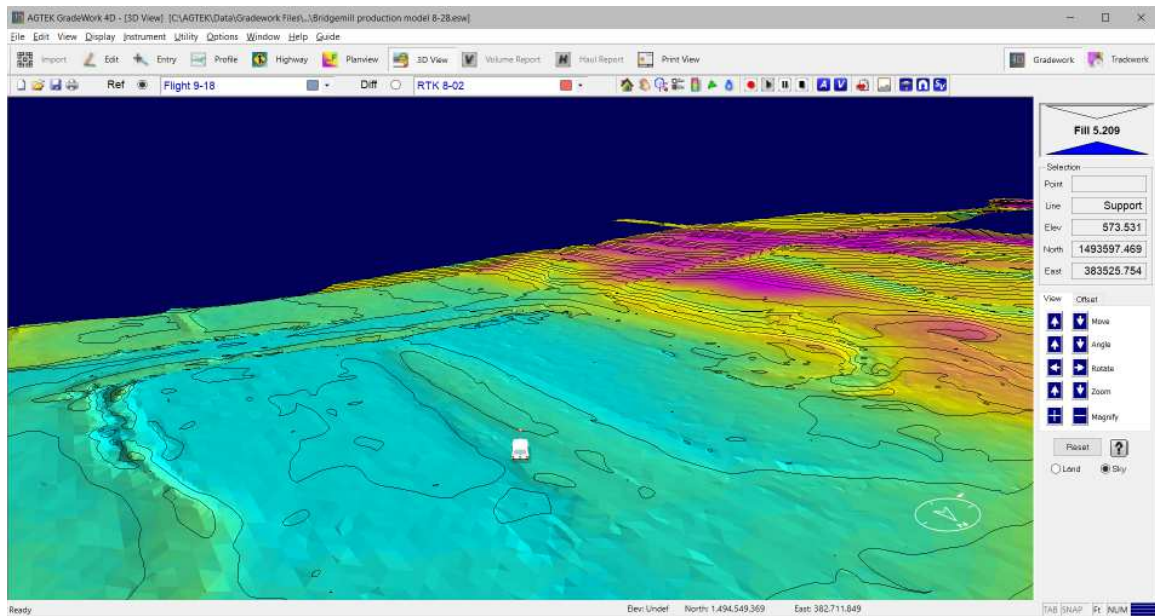 AGTEK GradeWork 4D - [3D View] [C:\AGTEK\Data\Gradework Files\...\Bridgemill production model 8-28.esw]
File Edit View Display Instrument Utility Options Window Help Guide
Import Edit Entry Profile Highway Planview 3D View V Volume Report H Haul Report Print View Gradework Trackwork
Ref Flight 9-18 Diff RTK 8-02 A V SV
Fill 5.209
Selection
Point
Line Support
Elev 573.531
North 1493597.469
East 383525.754
View Offset
Move
Angle
Rotate
Zoom
Magnify
Reset ?
Land Sky
Ready Elev: Undef North: 1,494,549.369 East: 382,711.849 TAB SNAP Ft NUM